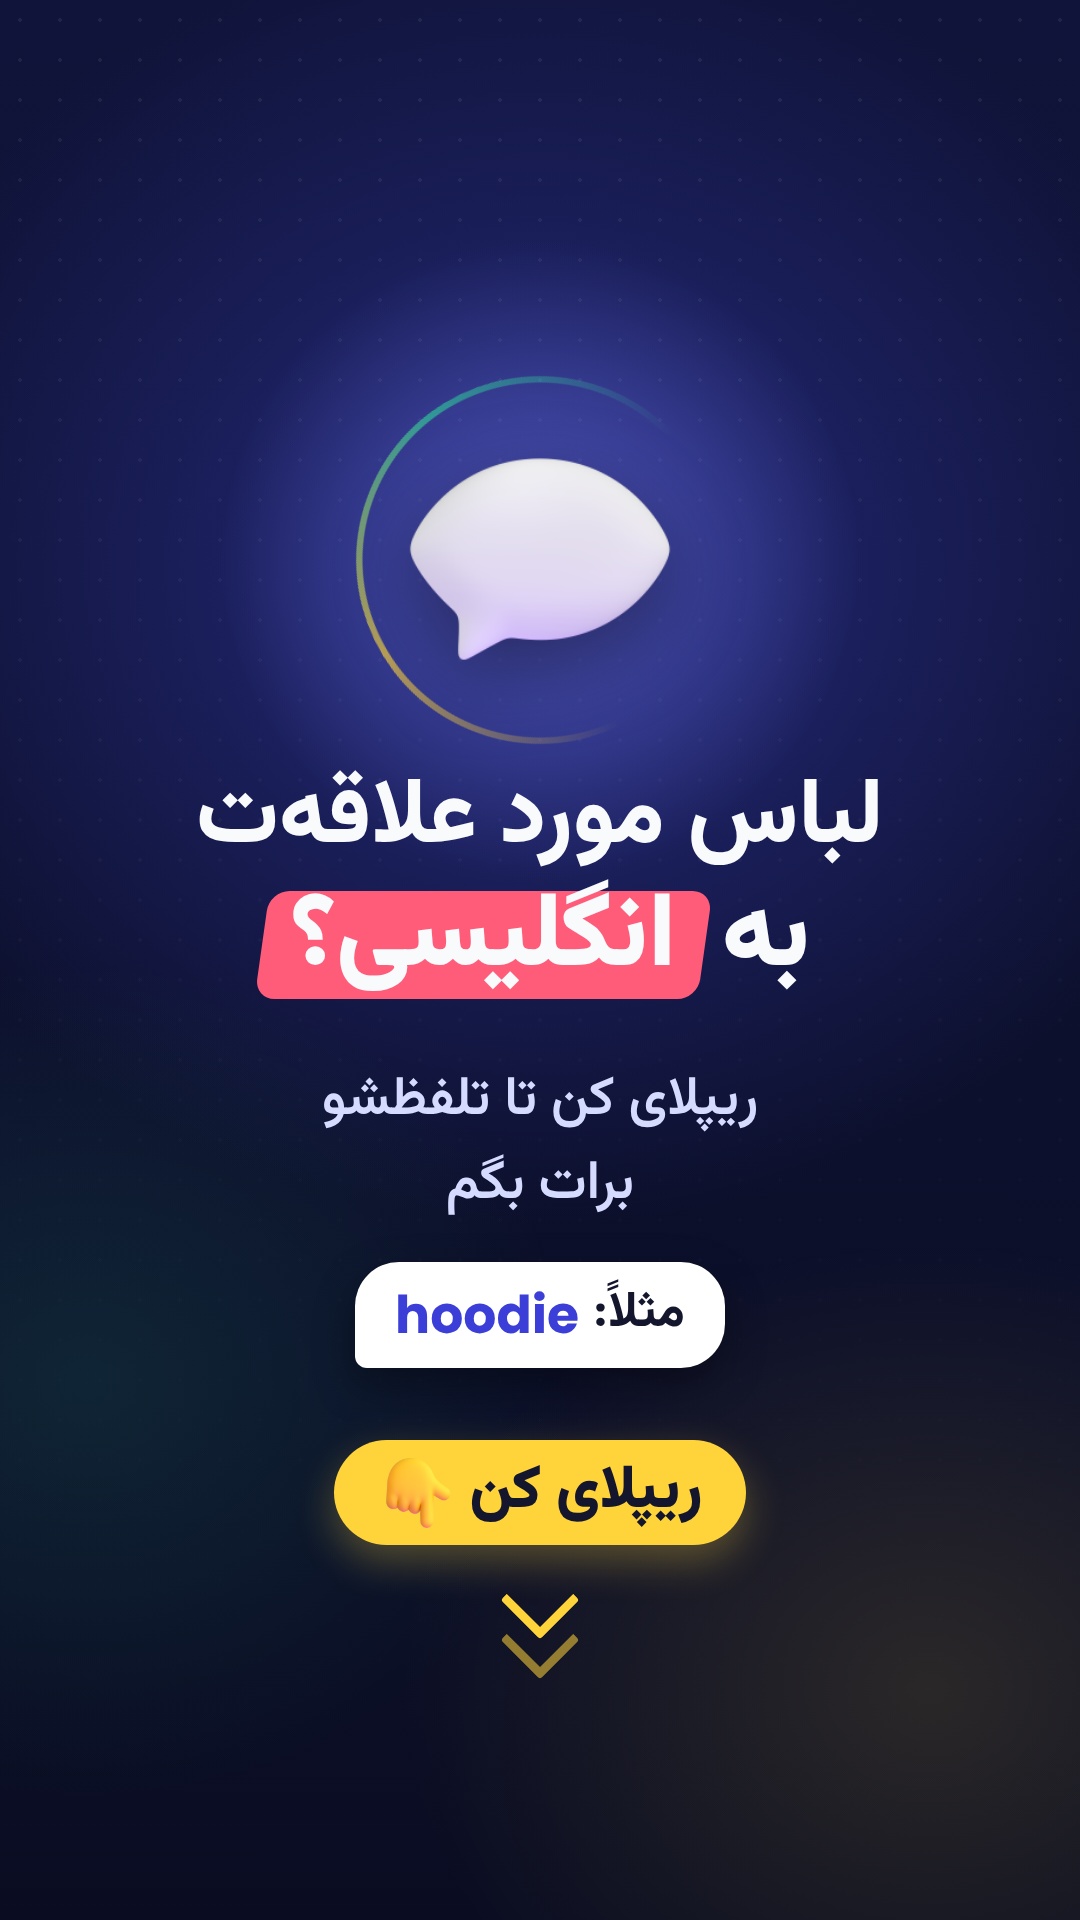 لباس مورد علاقه‌ت
به انگلیسی؟
ریپلای کن تا تلفظشو
برات بگم
مثلاً: hoodie
ریپلای کن 👇